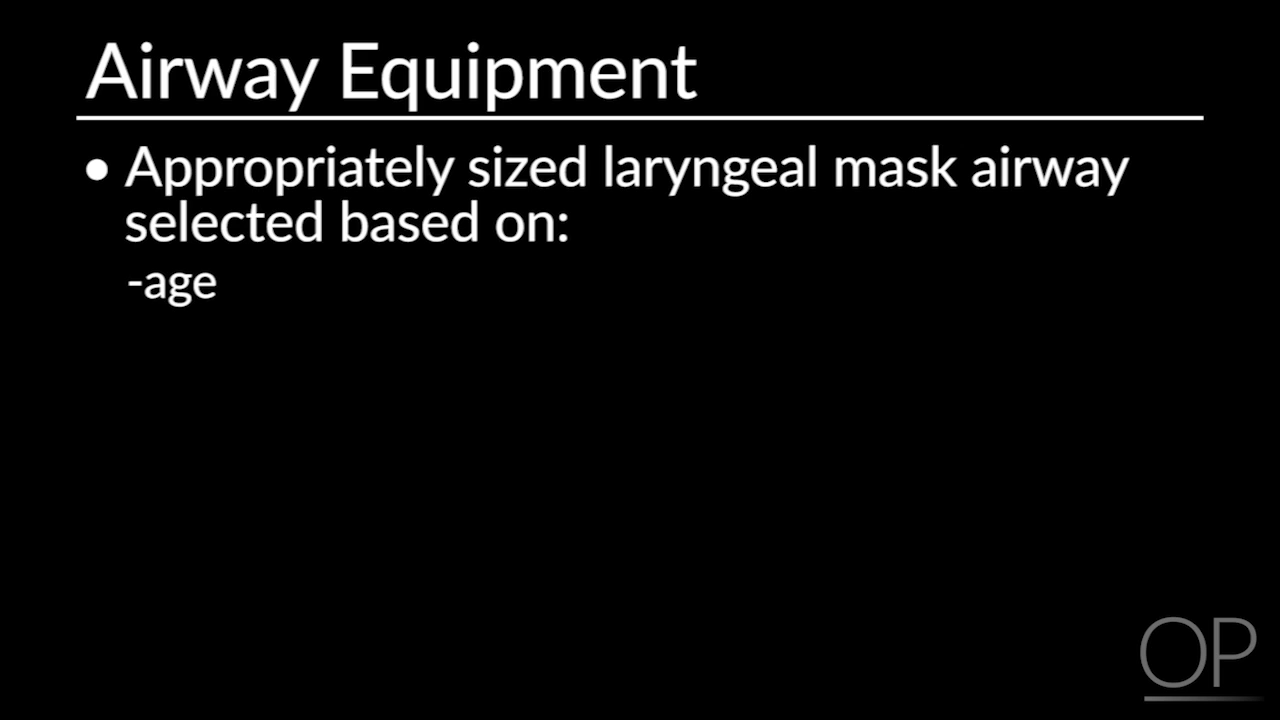 Airway Equipment
• Appropriately sized laryngeal mask airway
selected based on:
-age
OP